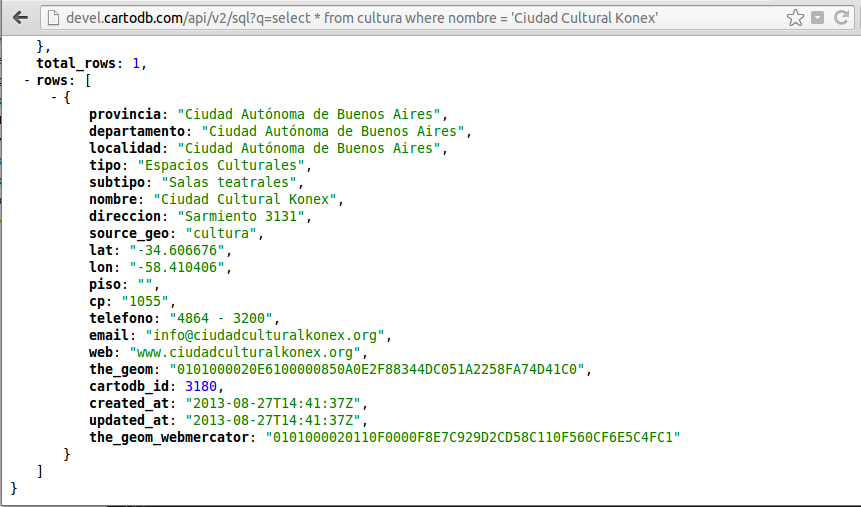 devel.cartodb.com/api/v2/sql?q=select * from cultura where nombre = 'Ciudad Cultural Konex'
},
total_rows: 1,
- rows: [
- {
provincia: "Ciudad Autónoma de Buenos Aires",
departamento: "Ciudad Autónoma de Buenos Aires",
localidad: "Ciudad Autónoma de Buenos Aires",
tipo: "Espacios Culturales",
subtipo: "Salas teatrales",
nombre: "Ciudad Cultural Konex",
direccion: "Sarmiento 3131",
source_geo: "cultura",
lat: "-34.606676",
lon: "-58.410406",
piso: "",
cp: "1055",
telefono: "4864 - 3200",
email: "info@ciudadculturalkonex.org",
web: "www.ciudadculturalkonex.org",
the_geom: "0101000020E6100000850A0E2F88344DC051A2258FA74D41C0",
cartodb_id: 3180,
created_at: "2013-08-27T14:41:37Z",
updated_at: "2013-08-27T14:41:37Z",
the_geom_webmercator: "0101000020110F0000F8E7C929D2CD58C110F560CF6E5C4FC1"
}
]
}